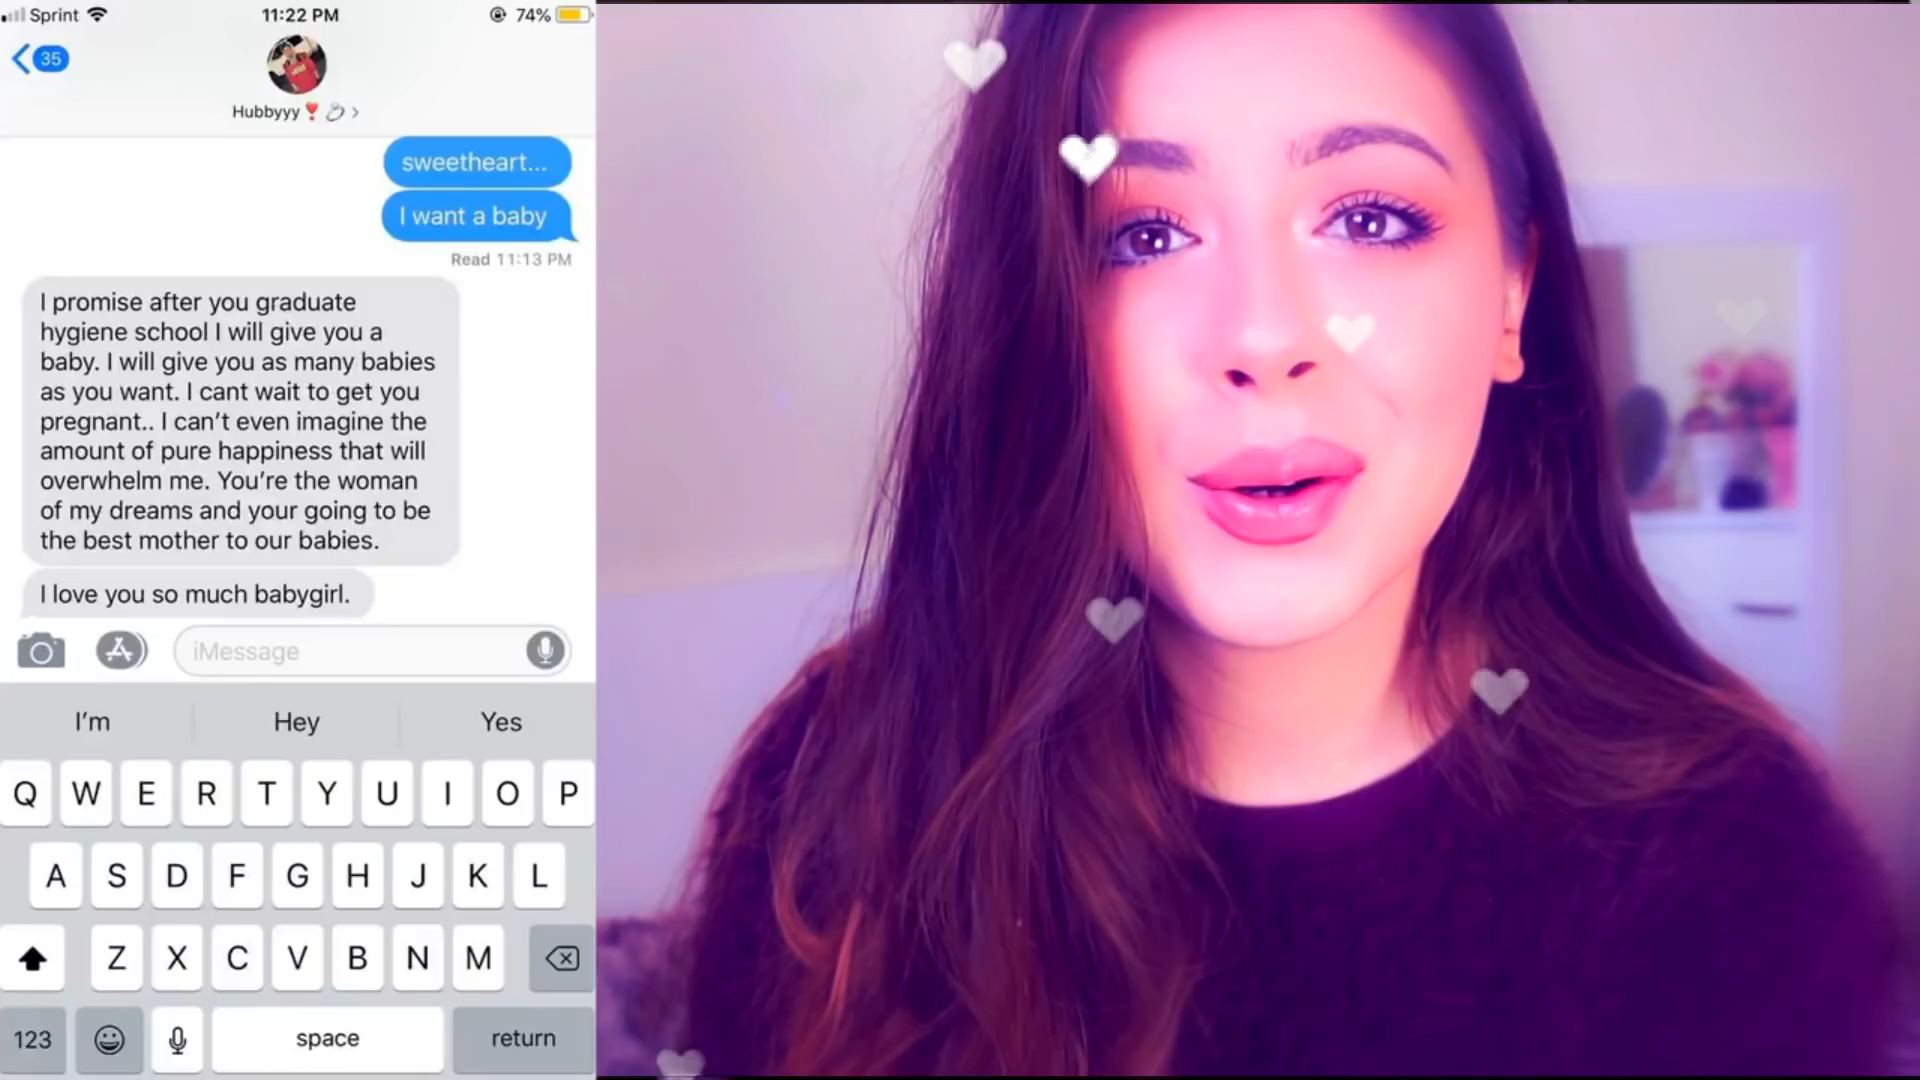 Sprint 11:22 PM 74%
35
Hubbyyy
sweetheart...
I want a baby
Read 11:13 PM
I promise after you graduate
hygiene school I will give you a
baby. I will give you as many babies
as you want. I cant wait to get you
pregnant.. I can't even imagine the
amount of pure happiness that will
overwhelm me. You're the woman
of my dreams and your going to be
the best mother to our babies.
I love you so much babygirl.
iMessage
I'm Hey Yes
Q W E R T Y U I O P
A S D F G H J K L
Z X C V B N M
123 space return